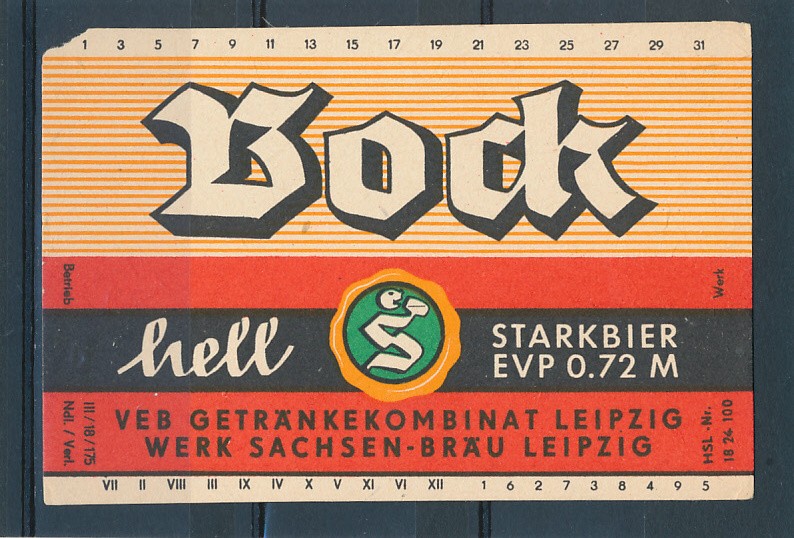 1 3 5 7 9 11 13 15 17 19 21 23 25 27 29 31
Bock
Betrieb
Werk
hell
S
STARKBIER
EVP 0.72 M
VEB GETRÄNKEKOMBINAT LEIPZIG
WERK SACHSEN-BRÄU LEIPZIG
III/18/175
Ndl. / Verl.
HSL.-Nr.
18 24 100
VII II VIII III IX IV X V XI VI XII 1 6 2 7 3 8 4 9 5